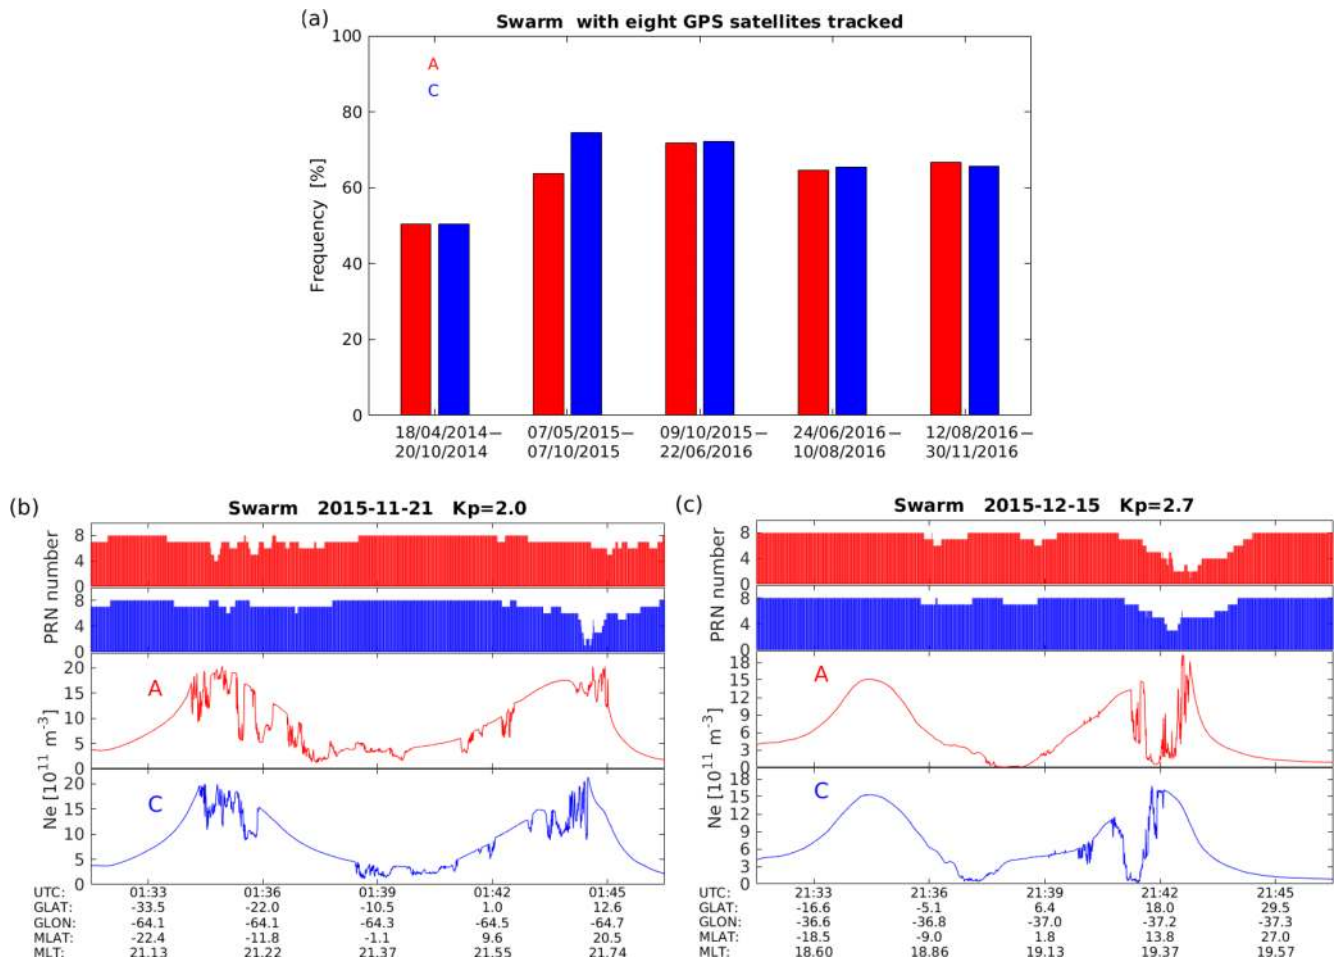 (a)
Swarm with eight GPS satellites tracked
100
A
C
80
60
40
20
0
Frequency [%]
18/04/2014— 07/05/2015— 09/10/2015— 24/06/2016— 12/08/2016—
20/10/2014 07/10/2015 22/06/2016 10/08/2016 30/11/2016
(b)
Swarm 2015-11-21 Kp=2.0
PRN number
8
4
0
8
4
0
A
20
15
10
5
0
Ne [10¹¹ m⁻³]
C
20
15
10
5
0
UTC: 01:33 01:36 01:39 01:42 01:45
GLAT: -33.5 -22.0 -10.5 1.0 12.6
GLON: -64.1 -64.1 -64.3 -64.5 -64.7
MLAT: -22.4 -11.8 -1.1 9.6 20.5
MLT: 21.13 21.22 21.37 21.55 21.74
(c)
Swarm 2015-12-15 Kp=2.7
PRN number
8
4
0
8
4
0
A
18
15
12
9
6
3
0
Ne [10¹¹ m⁻³]
C
18
15
12
9
6
3
0
UTC: 21:33 21:36 21:39 21:42 21:45
GLAT: -16.6 -5.1 6.4 18.0 29.5
GLON: -36.6 -36.8 -37.0 -37.2 -37.3
MLAT: -18.5 -9.0 1.8 13.8 27.0
MLT: 18.60 18.86 19.13 19.37 19.57